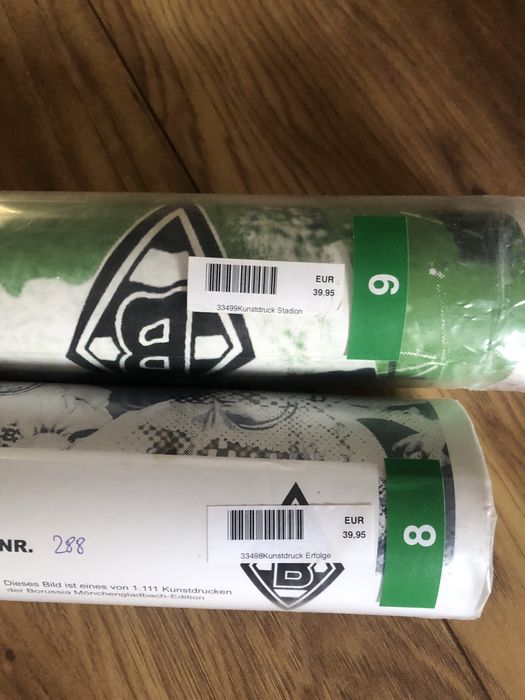 B
EUR
39,95
33499Kunstdruck Stadion
9
NR. 288
EUR
39,95
33498Kunstdruck Erfolge
8
B
Dieses Bild ist eines von 1.111 Kunstdrucken
der Borussia Mönchengladbach-Edition